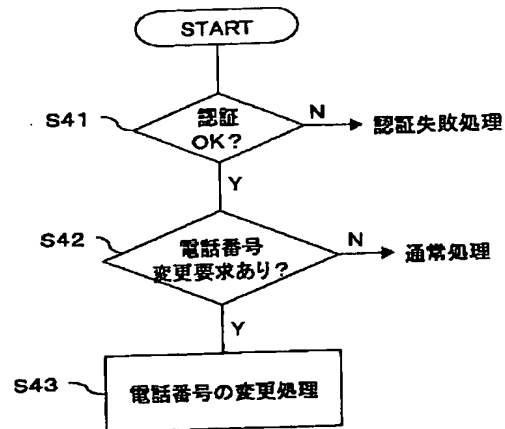 START
S41
認証
OK?
N
認証失敗処理
Y
S42
電話番号
変更要求あり?
N
通常処理
Y
S43
電話番号の変更処理